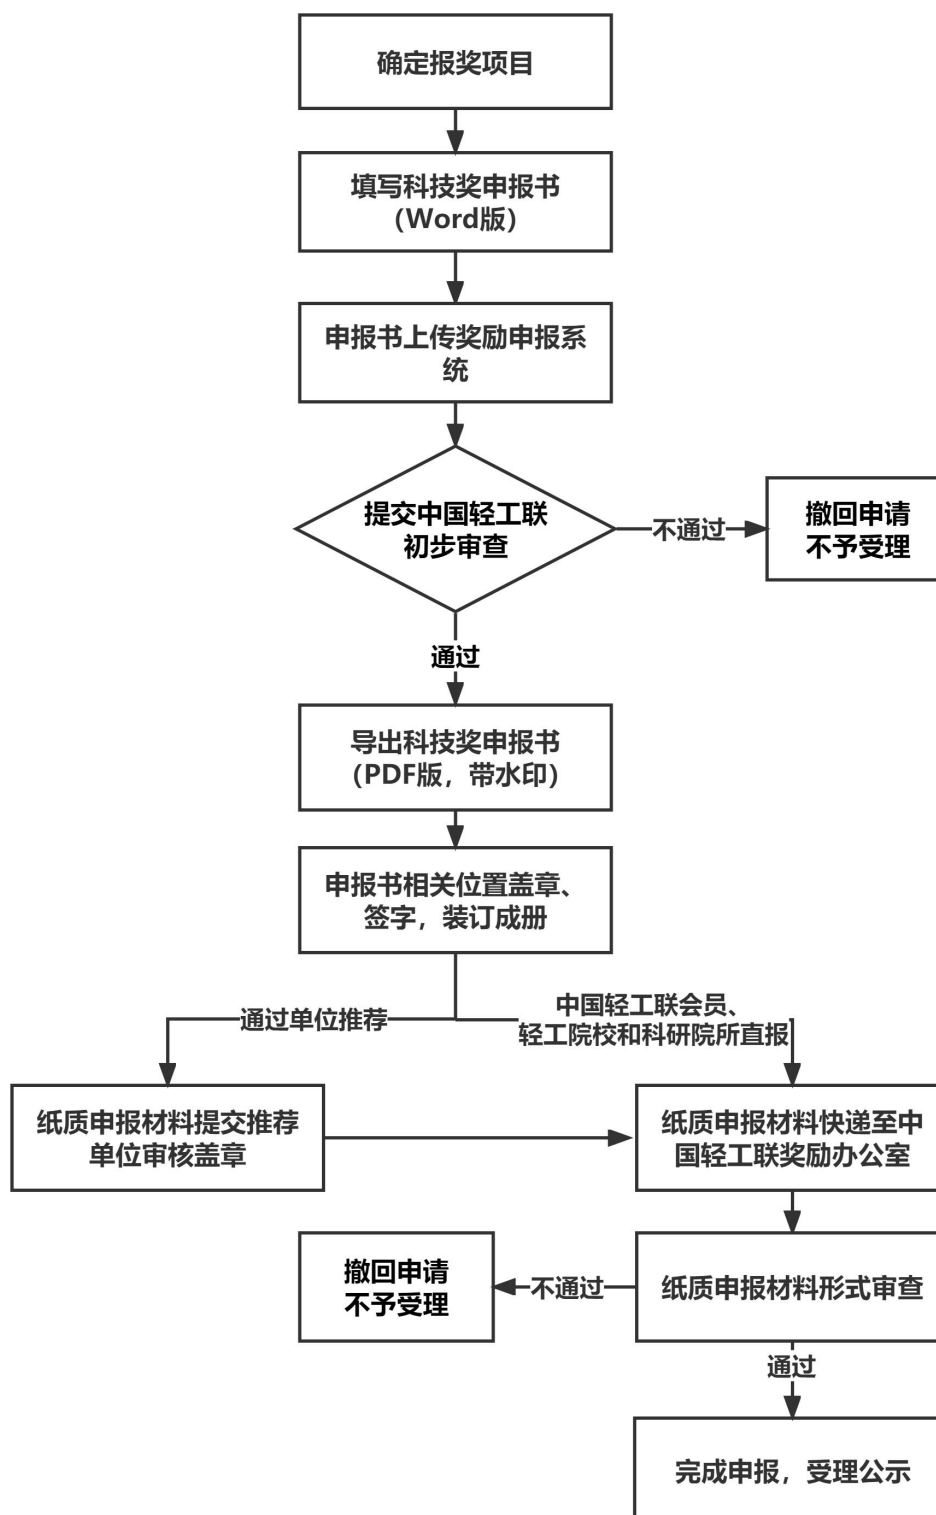 确定报奖项目
填写科技奖申报书
（Word版）
申报书上传奖励申报系
统
提交中国轻工联
初步审查
不通过
撤回申请
不予受理
通过
导出科技奖申报书
（PDF版，带水印）
申报书相关位置盖章、
签字，装订成册
通过单位推荐
中国轻工联会员、
轻工院校和科研院所直报
纸质申报材料提交推荐
单位审核盖章
纸质申报材料快递至中
国轻工联奖励办公室
撤回申请
不予受理
不通过
纸质申报材料形式审查
通过
完成申报，受理公示